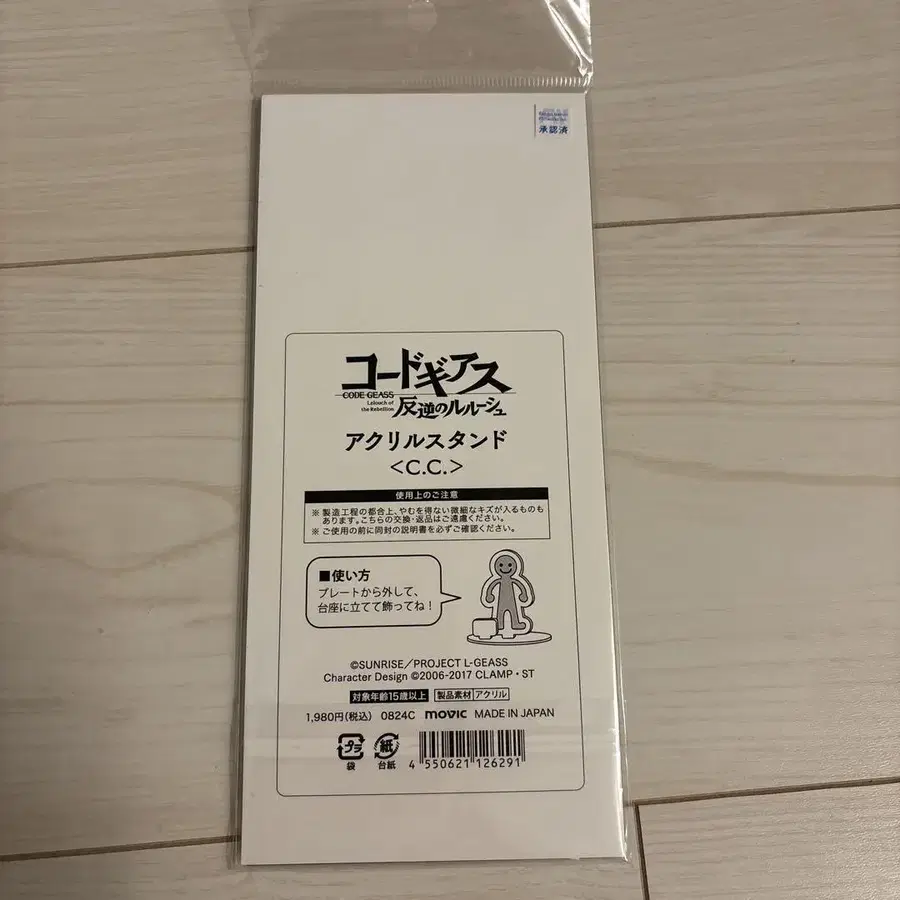 承認済
コードギアス
CODE GEASS
Lelouch of
the Rebellion
反逆のルルーシュ
アクリルスタンド
<C.C.>
使用上のご注意
※ 製造工程の都合上、やむを得ない微細なキズが入るものも
あります。こちらの交換・返品はご遠慮ください。
※ ご使用の前に同封の説明書を必ずご確認ください。
■使い方
プレートから外して、
台座に立てて飾ってね!
©SUNRISE/PROJECT L-GEASS
Character Design ©2006-2017 CLAMP・ST
対象年齢15歳以上 製品素材 アクリル
1,980円(税込) 0824C movic MADE IN JAPAN
プラ 紙
袋 台紙
4 550621 126291